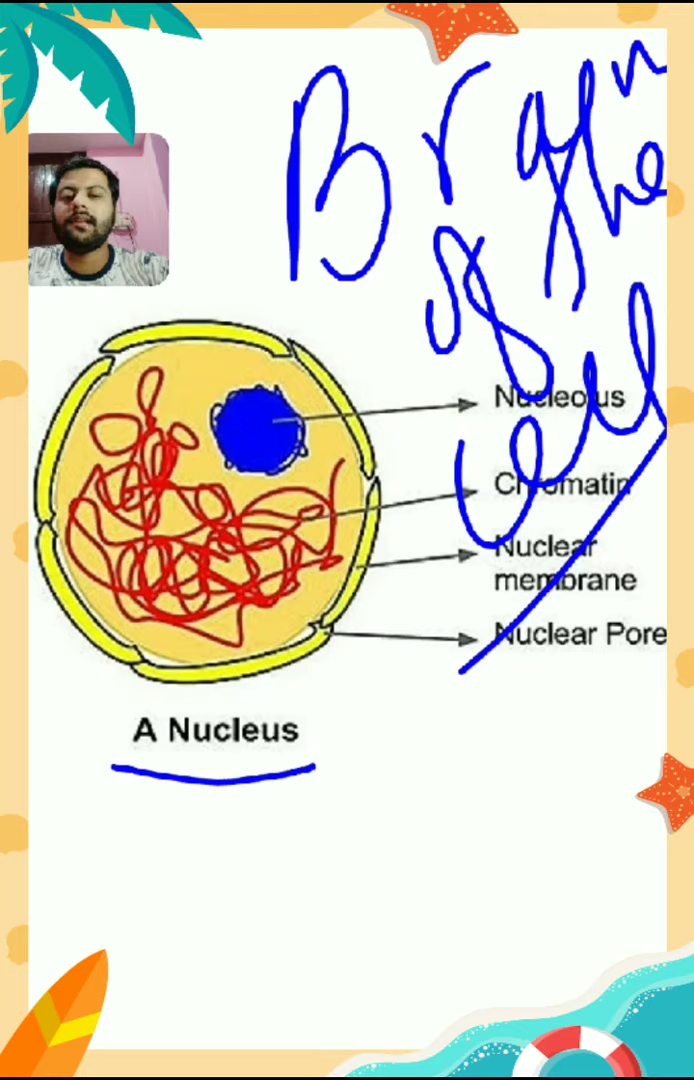 Brain
of the
cell
Nucleolus
Chromatin
Nuclear
membrane
Nuclear Pore
A Nucleus